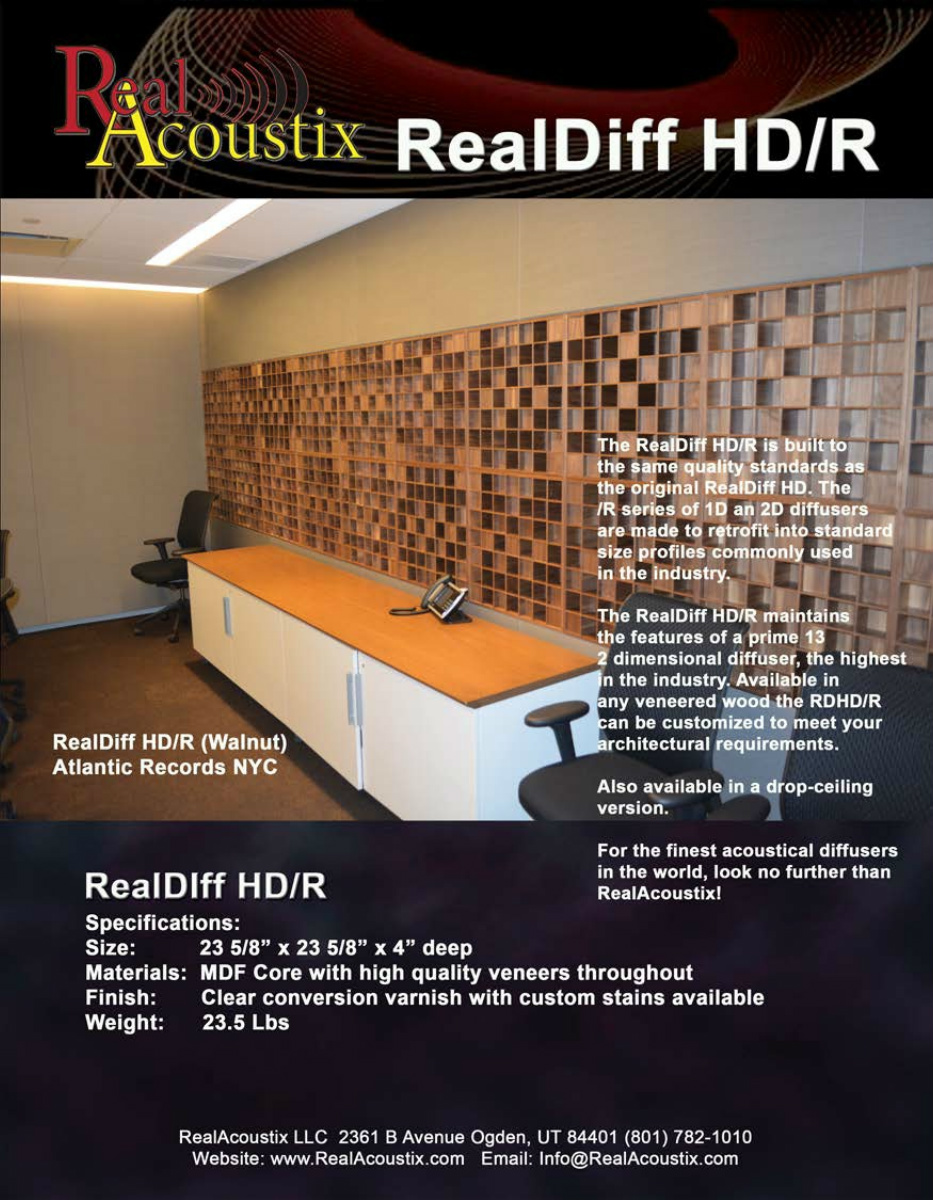 Real
Acoustix
RealDiff HD/R
The RealDiff HD/R is built to
the same quality standards as
the original RealDiff HD. The
/R series of 1D an 2D diffusers
are made to retrofit into standard
size profiles commonly used
in the industry.
The RealDiff HD/R maintains
the features of a prime 13
2 dimensional diffuser, the highest
in the industry. Available in
any veneered wood the RDHD/R
can be customized to meet your
architectural requirements.
Also available in a drop-ceiling
version.
For the finest acoustical diffusers
in the world, look no further than
RealAcoustix!
RealDiff HD/R (Walnut)
Atlantic Records NYC
RealDIff HD/R
Specifications:
Size: 23 5/8” x 23 5/8” x 4” deep
Materials: MDF Core with high quality veneers throughout
Finish: Clear conversion varnish with custom stains available
Weight: 23.5 Lbs
RealAcoustix LLC 2361 B Avenue Ogden, UT 84401 (801) 782-1010
Website: www.RealAcoustix.com Email: Info@RealAcoustix.com